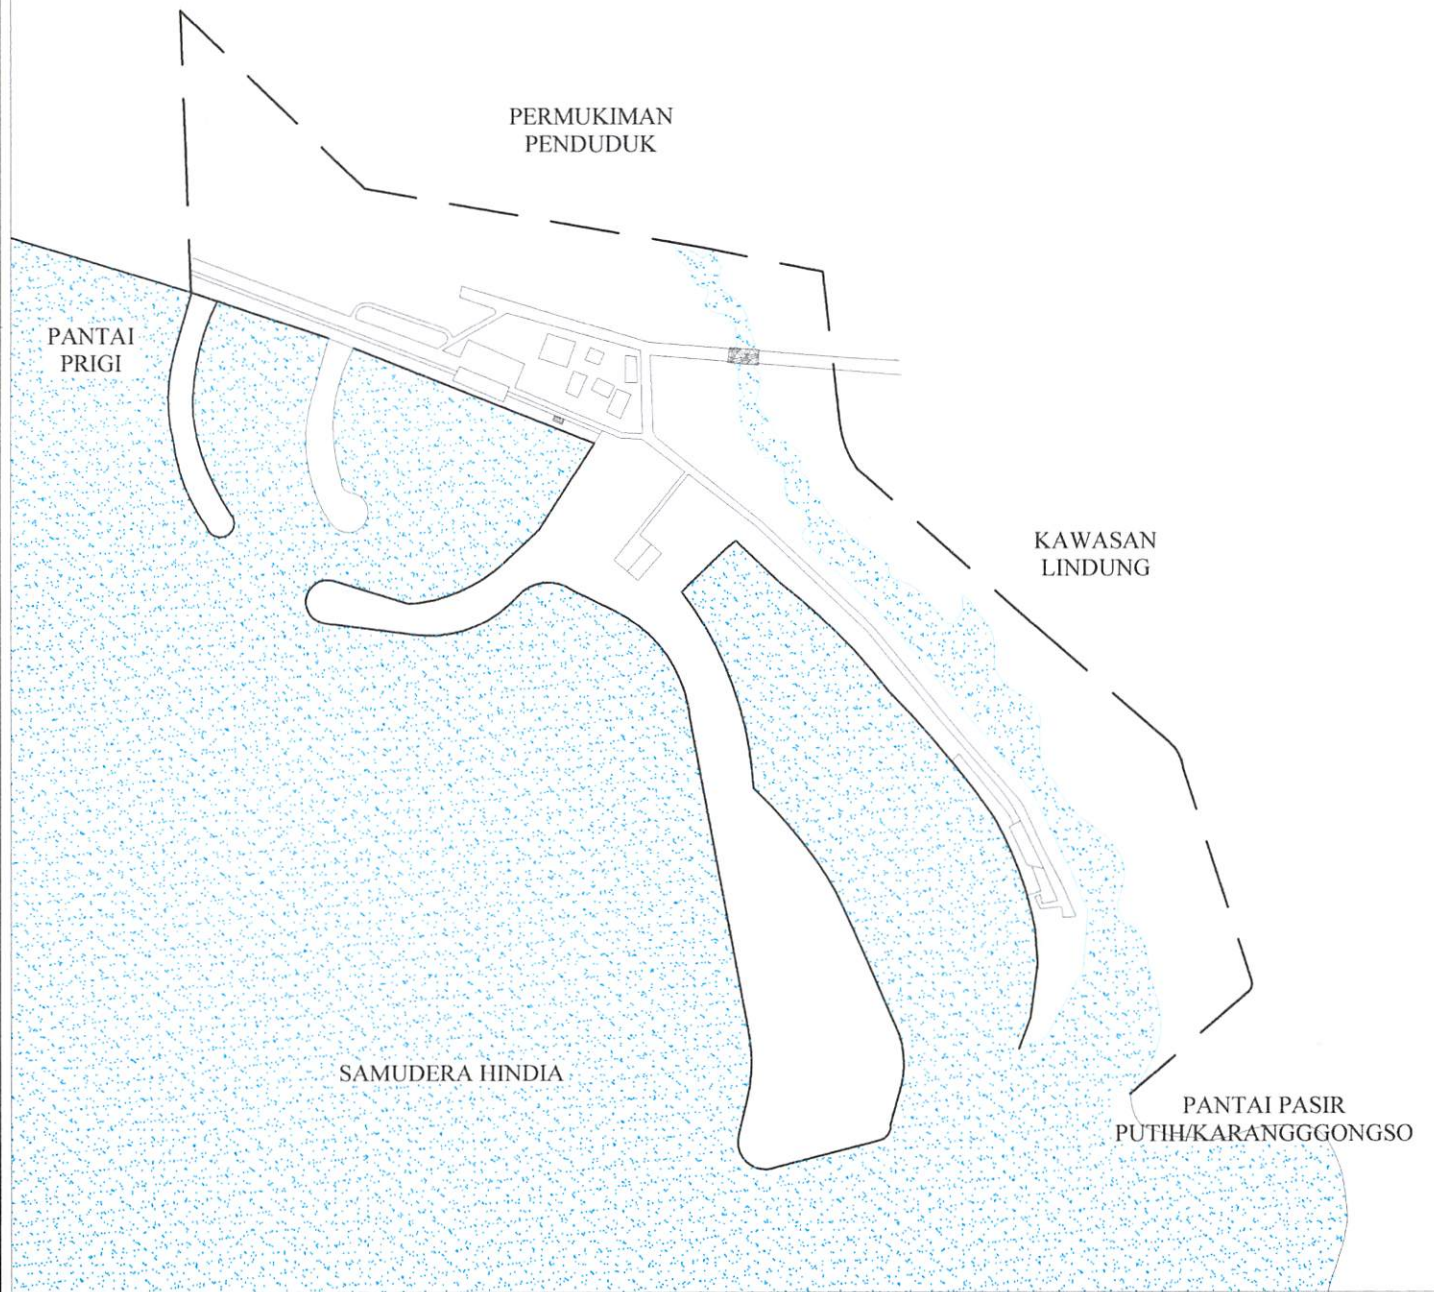 PERMUKIMAN
PENDUDUK
PANTAI
PRIGI
KAWASAN
LINDUNG
SAMUDERA HINDIA
PANTAI PASIR
PUTIH/KARANGGGONGSO